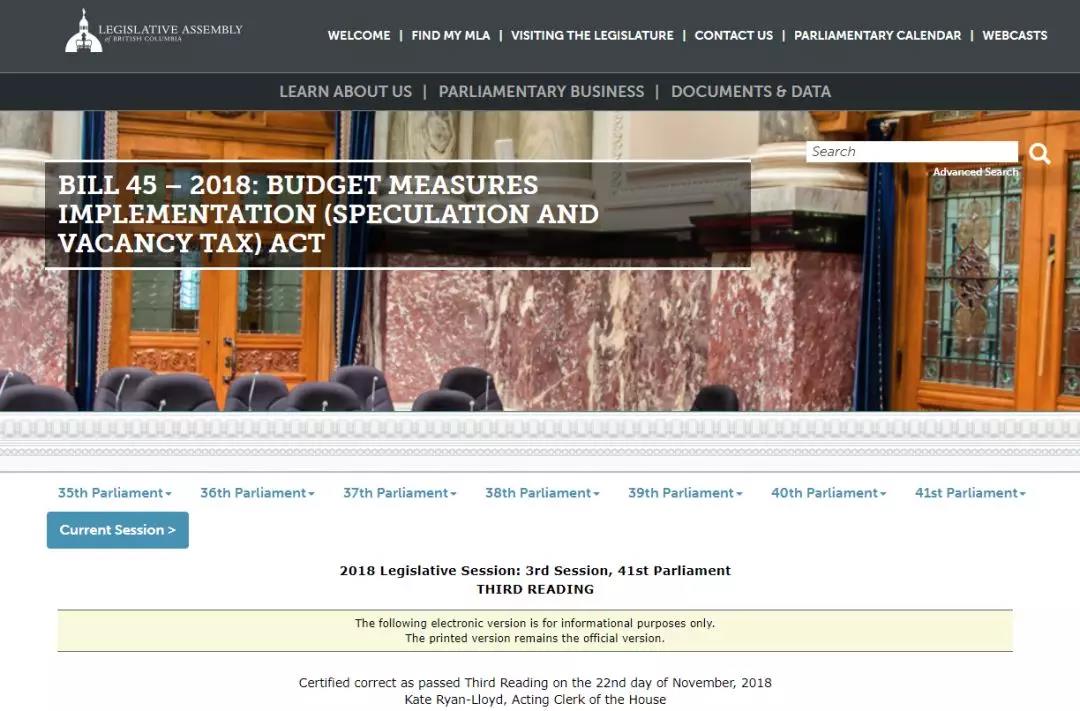 LEGISLATIVE ASSEMBLY
of BRITISH COLUMBIA
WELCOME | FIND MY MLA | VISITING THE LEGISLATURE | CONTACT US | PARLIAMENTARY CALENDAR | WEBCASTS
LEARN ABOUT US | PARLIAMENTARY BUSINESS | DOCUMENTS & DATA
Search
Advanced Search
BILL 45 – 2018: BUDGET MEASURES
IMPLEMENTATION (SPECULATION AND
VACANCY TAX) ACT
35th Parliament 36th Parliament 37th Parliament 38th Parliament 39th Parliament 40th Parliament 41st Parliament
Current Session >
2018 Legislative Session: 3rd Session, 41st Parliament
THIRD READING
The following electronic version is for informational purposes only.
The printed version remains the official version.
Certified correct as passed Third Reading on the 22nd day of November, 2018
Kate Ryan-Lloyd, Acting Clerk of the House